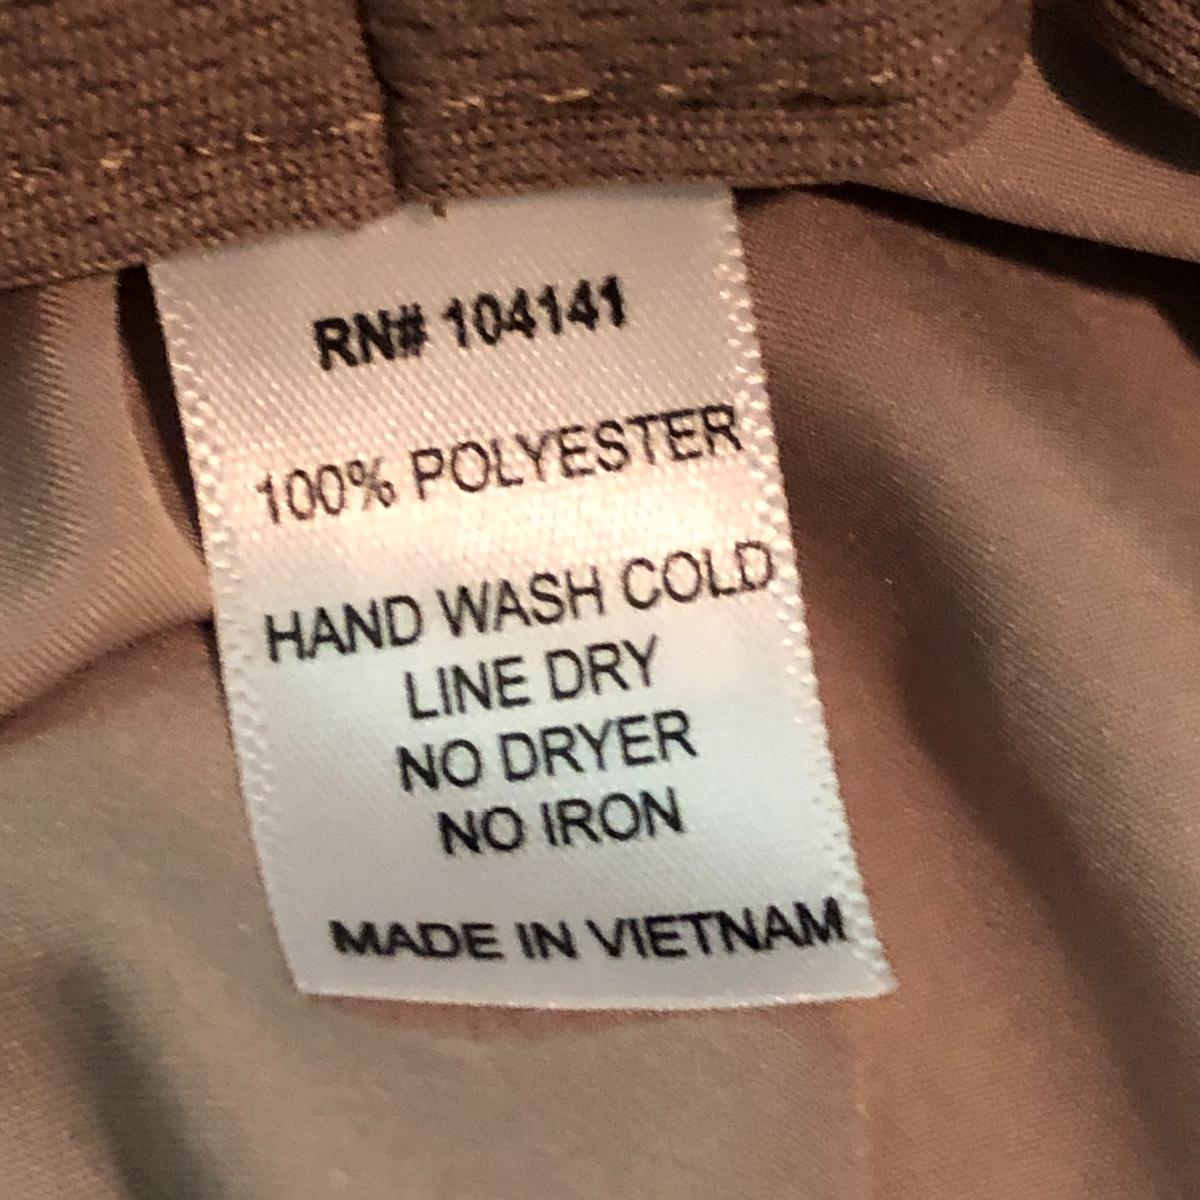 RN# 104141
100% POLYESTER
HAND WASH COLD
LINE DRY
NO DRYER
NO IRON
MADE IN VIETNAM